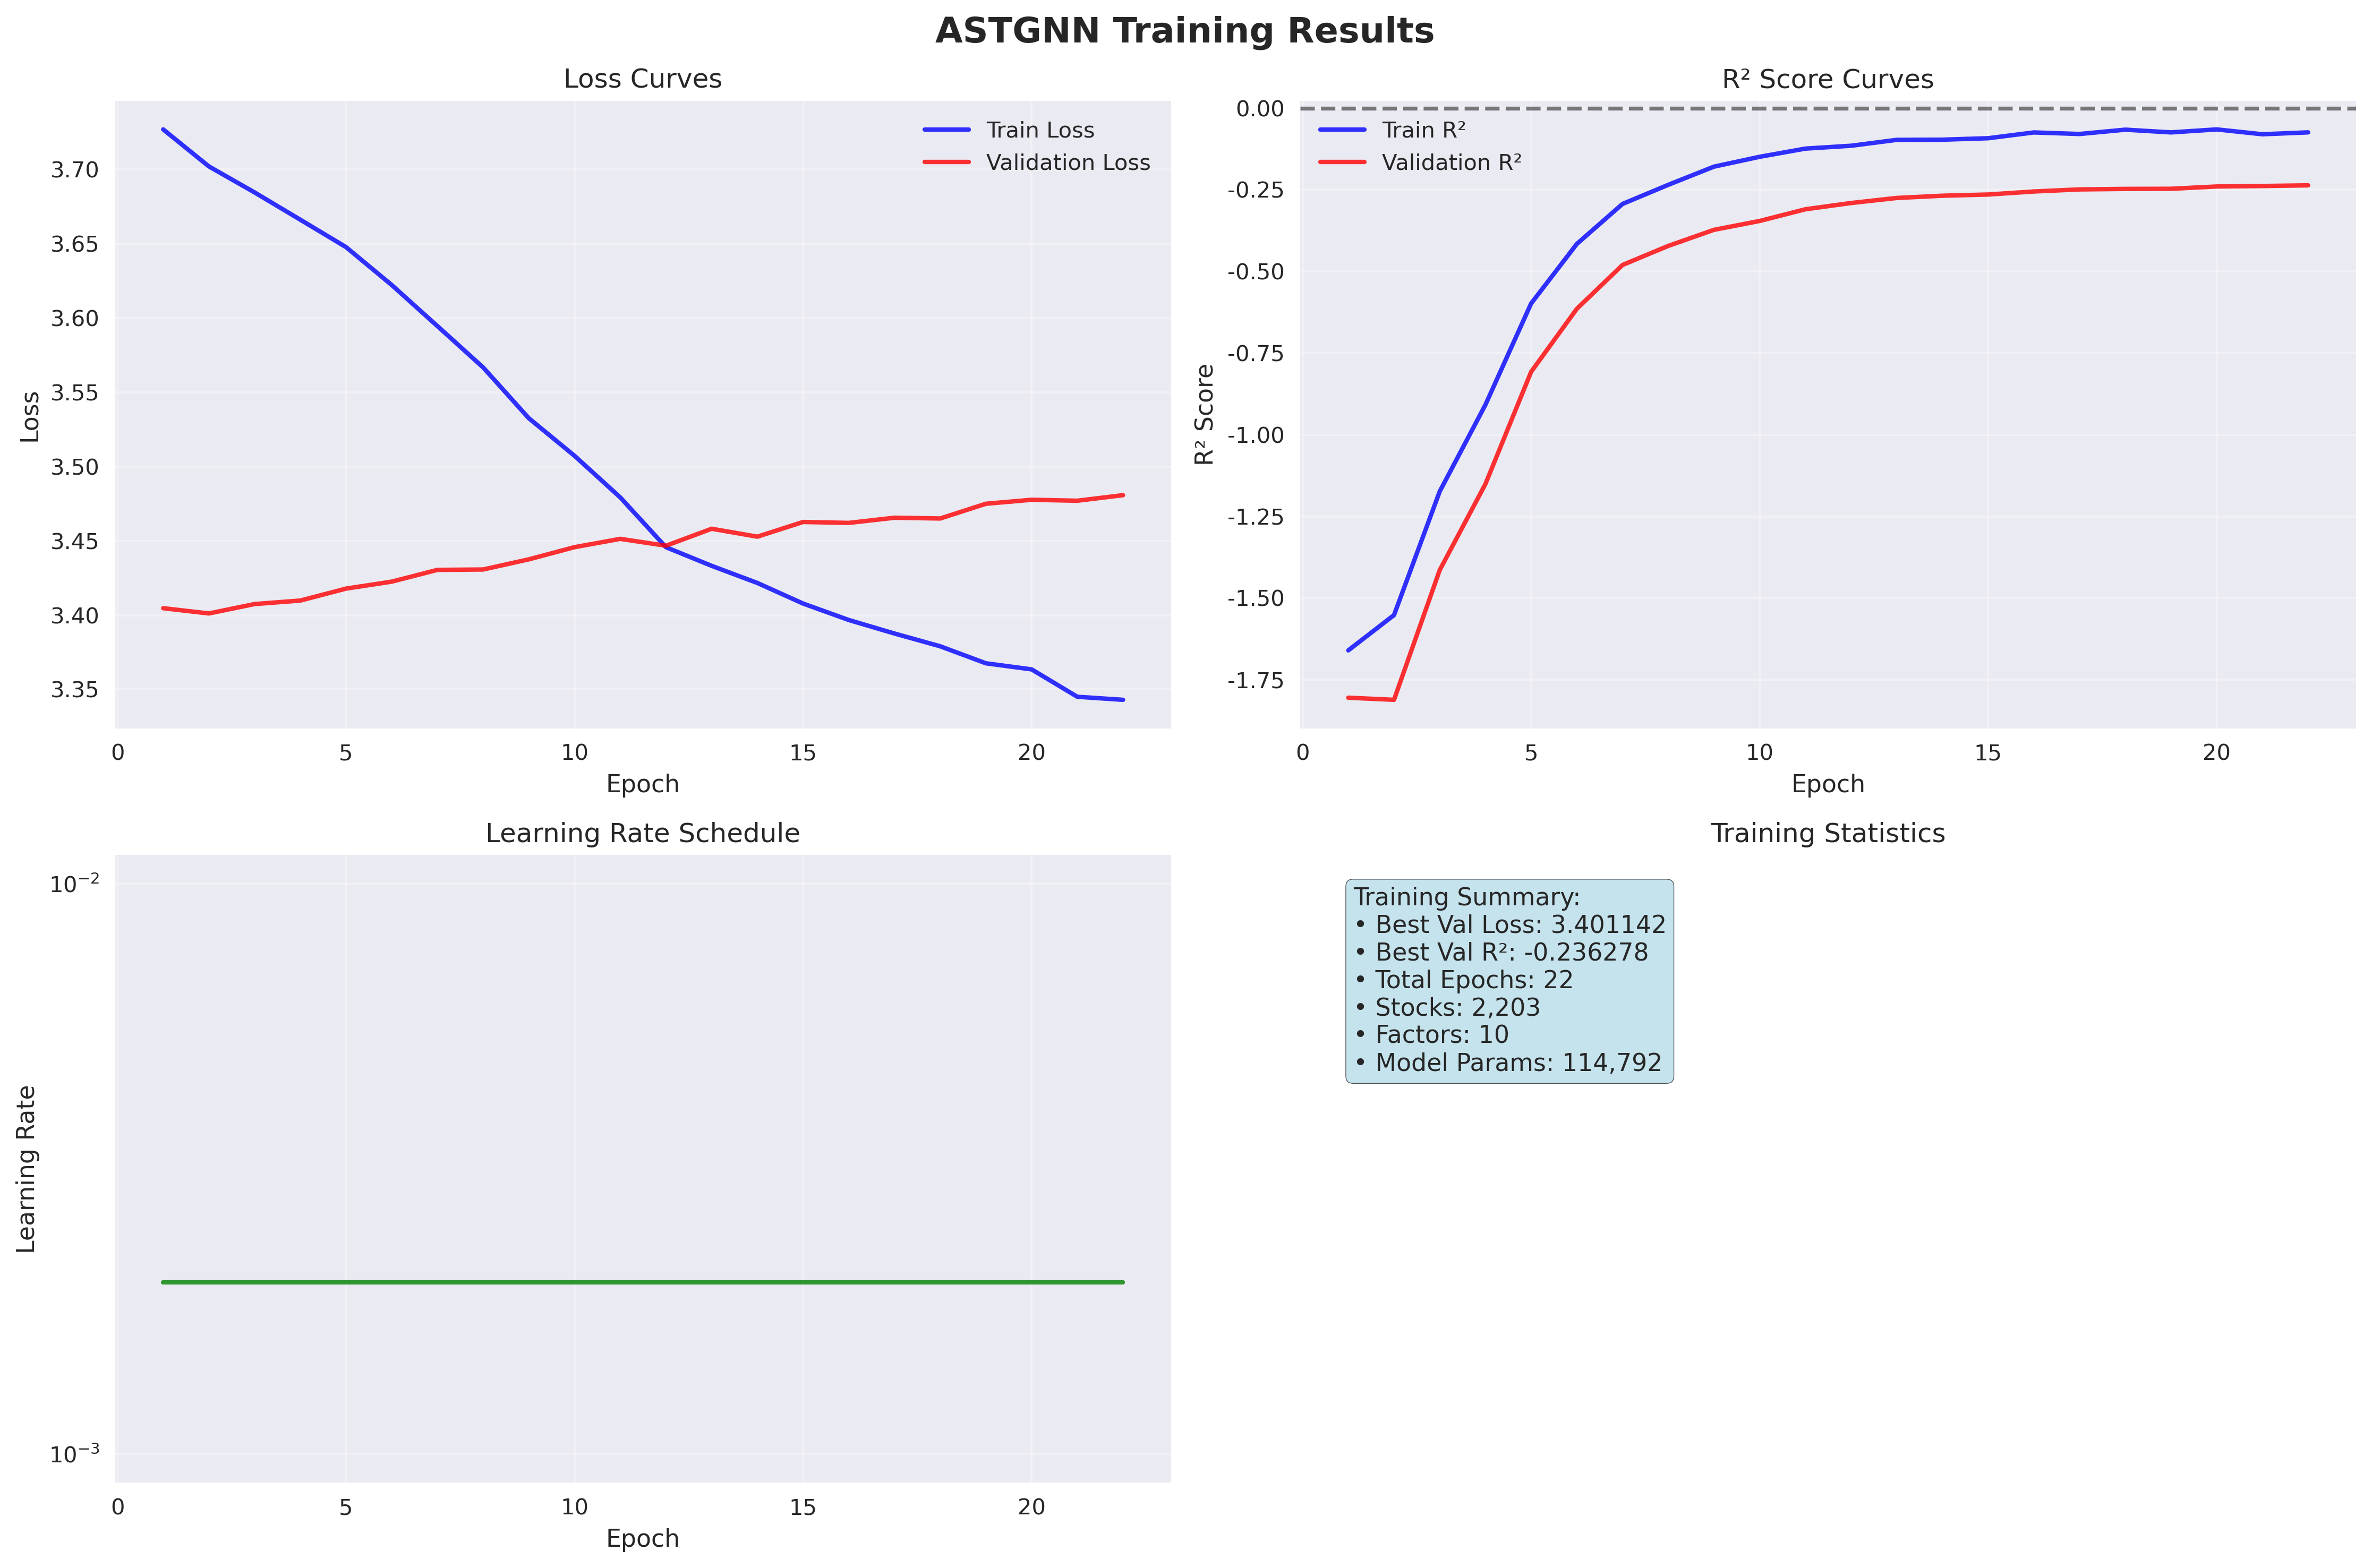 ASTGNN Training Results
Loss Curves
Train Loss
Validation Loss
3.70
3.65
3.60
3.55
3.50
3.45
3.40
3.35
Loss
0
5
10
15
20
Epoch
R² Score Curves
Train R²
Validation R²
0.00
-0.25
-0.50
-0.75
-1.00
-1.25
-1.50
-1.75
R² Score
0
5
10
15
20
Epoch
Learning Rate Schedule
10⁻²
10⁻³
Learning Rate
0
5
10
15
20
Epoch
Training Statistics
Training Summary:
• Best Val Loss: 3.401142
• Best Val R²: -0.236278
• Total Epochs: 22
• Stocks: 2,203
• Factors: 10
• Model Params: 114,792